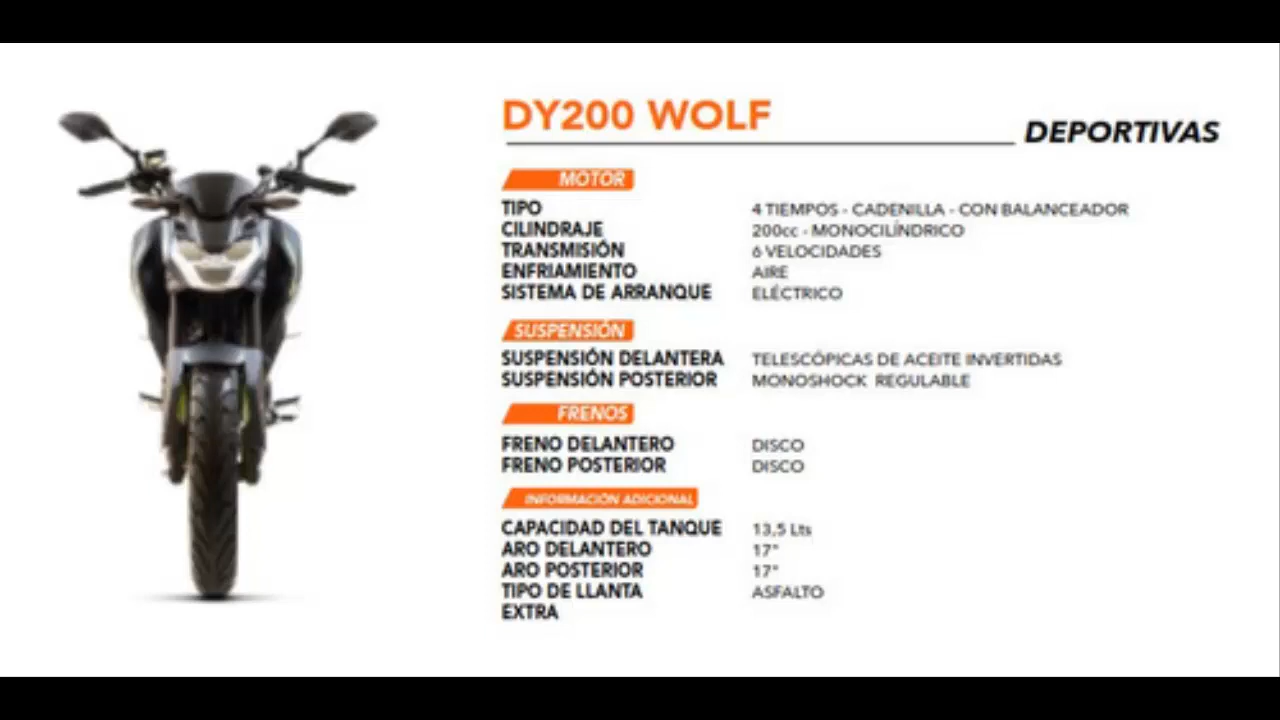 DY200 WOLF
DEPORTIVAS
MOTOR
TIPO 4 TIEMPOS - CADENILLA - CON BALANCEADOR
CILINDRAJE 200cc - MONOCILÍNDRICO
TRANSMISIÓN 6 VELOCIDADES
ENFRIAMIENTO AIRE
SISTEMA DE ARRANQUE ELÉCTRICO
SUSPENSIÓN
SUSPENSIÓN DELANTERA TELESCÓPICAS DE ACEITE INVERTIDAS
SUSPENSIÓN POSTERIOR MONOSHOCK REGULABLE
FRENOS
FRENO DELANTERO DISCO
FRENO POSTERIOR DISCO
INFORMACIÓN ADICIONAL
CAPACIDAD DEL TANQUE 13,5 Lts
ARO DELANTERO 17"
ARO POSTERIOR 17"
TIPO DE LLANTA ASFALTO
EXTRA